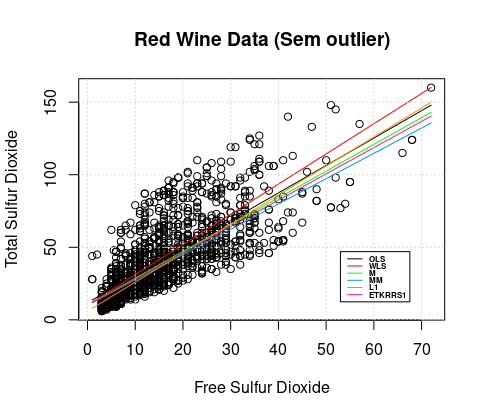 Red Wine Data (Sem outlier)
Total Sulfur Dioxide
150
100
50
0
OLS
WLS
M
MM
L1
ETKRRS1
0 10 20 30 40 50 60 70
Free Sulfur Dioxide